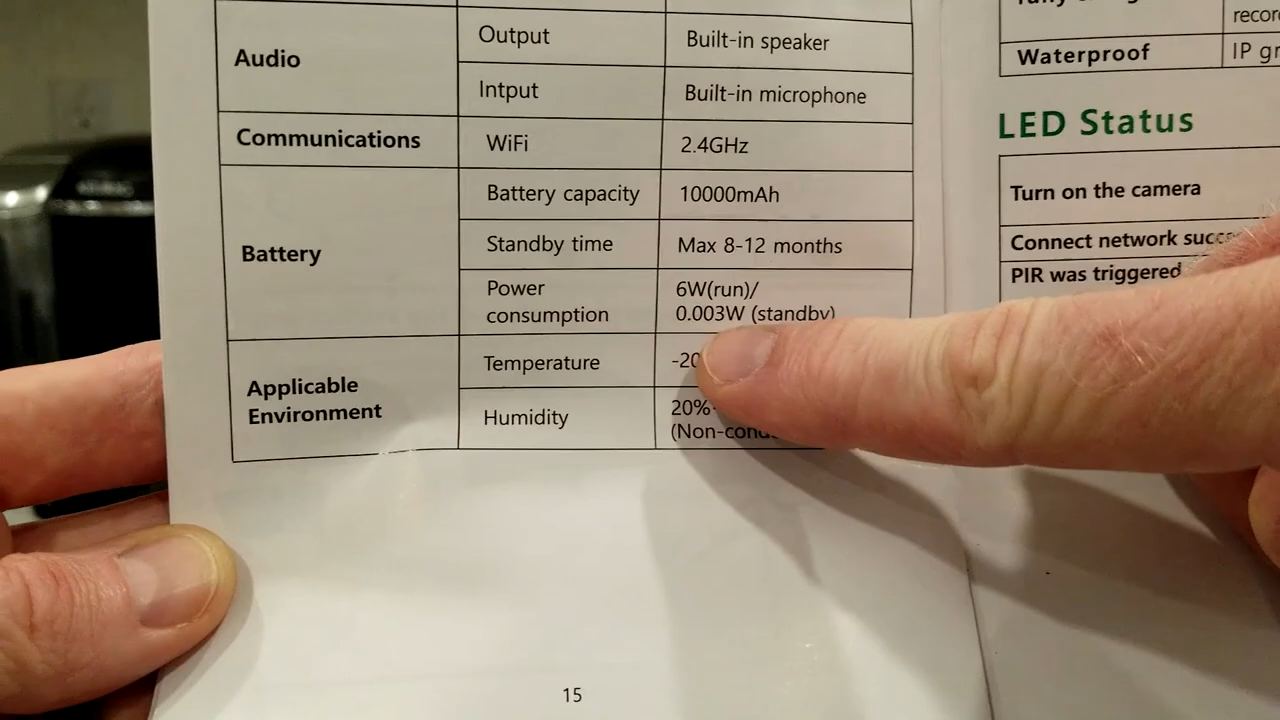 Audio
Output
Built-in speaker
Intput
Built-in microphone
Communications
WiFi
2.4GHz
Battery
Battery capacity
10000mAh
Standby time
Max 8-12 months
Power
consumption
6W(run)/
0.003W (standby)
Applicable
Environment
Temperature
-20
Humidity
20%-
15
Waterproof
IP
LED Status
Turn on the camera
Connect network
PIR was triggered